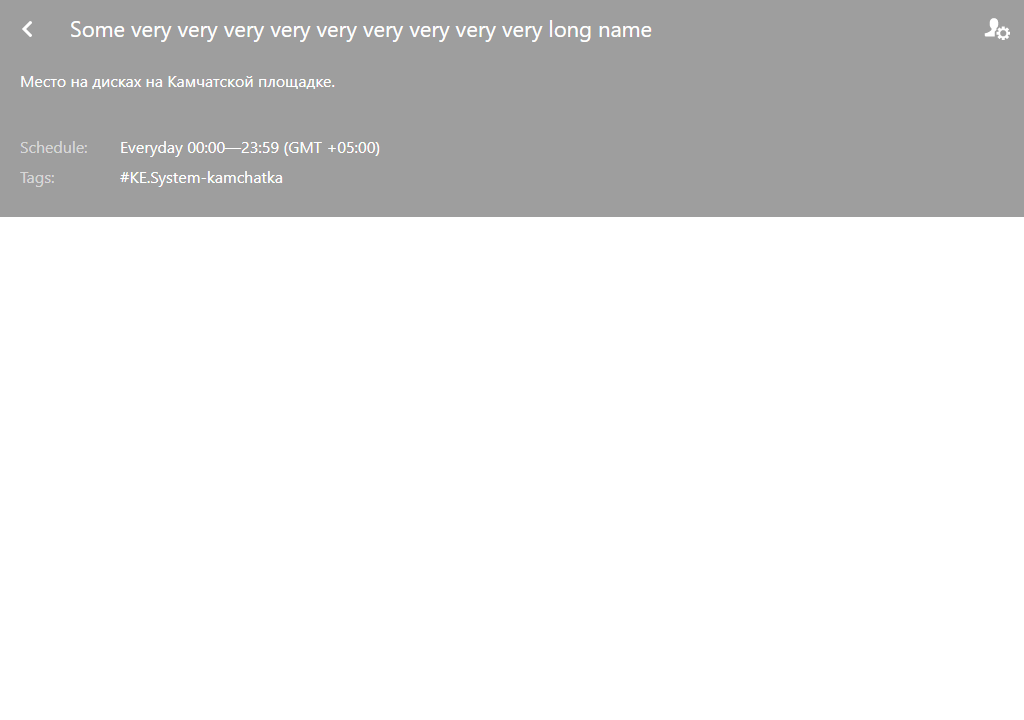 Some very very very very very very very very very long name
Место на дисках на Камчатской площадке.
Schedule: Everyday 00:00—23:59 (GMT +05:00)
Tags: #KE.System-kamchatka